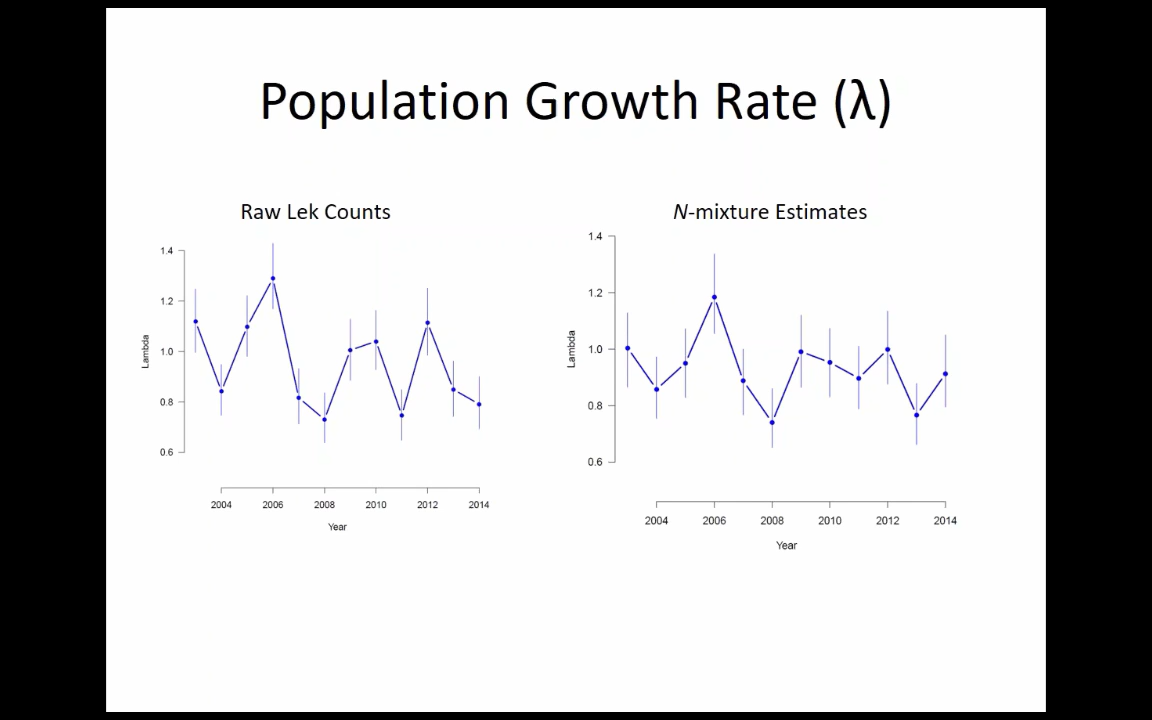 Population Growth Rate (λ)
Raw Lek Counts
1.4
1.2
1.0
0.8
0.6
Lambda
2004 2006 2008 2010 2012 2014
Year
N-mixture Estimates
1.4
1.2
1.0
0.8
0.6
Lambda
2004 2006 2008 2010 2012 2014
Year